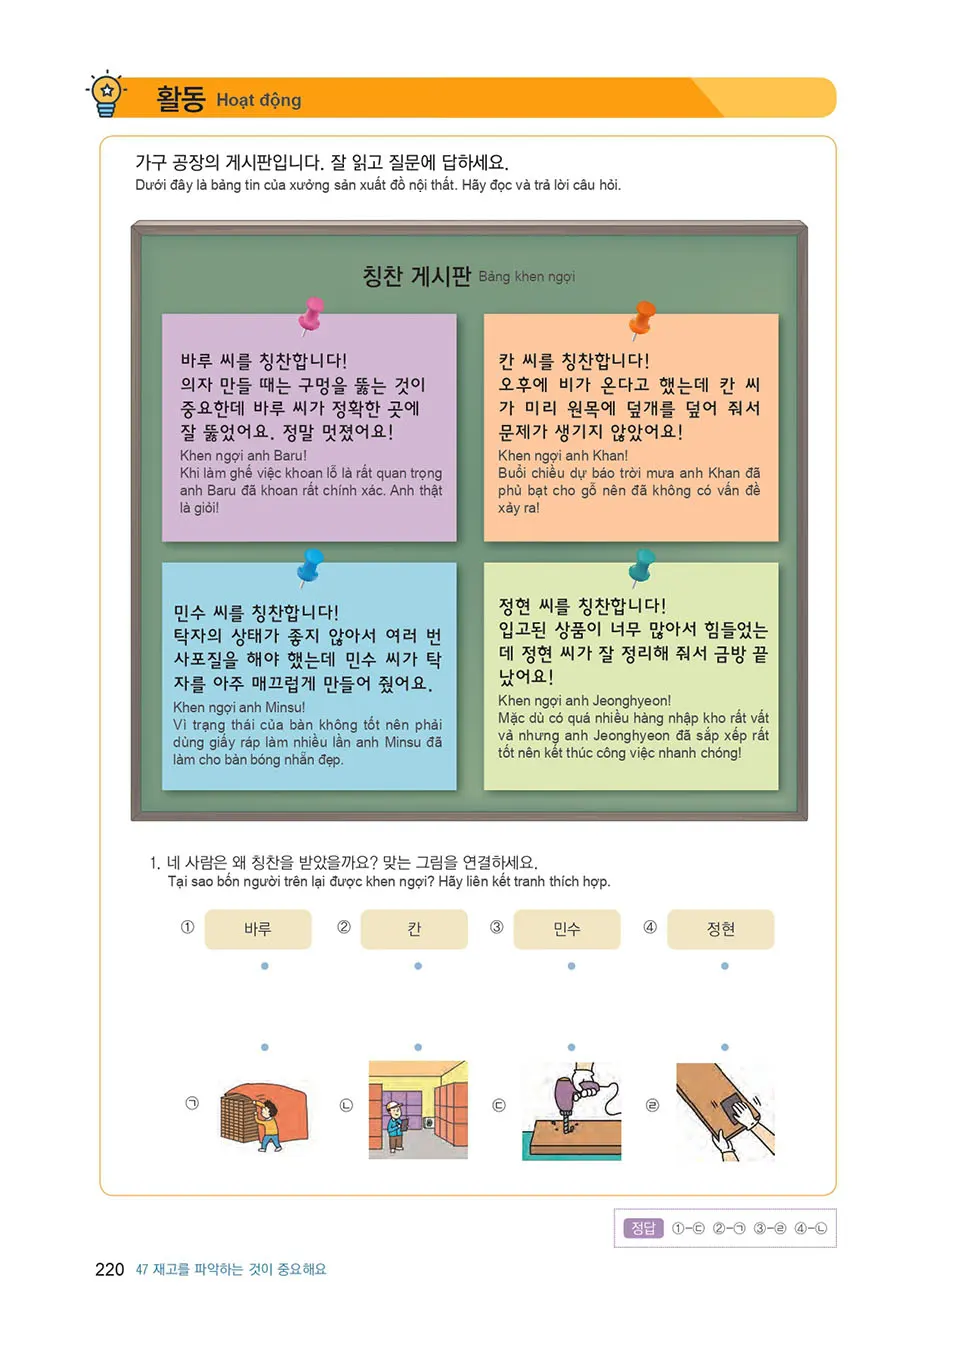 활동 Hoạt động
가구 공장의 게시판입니다. 잘 읽고 질문에 답하세요.
Dưới đây là bảng tin của xưởng sản xuất đồ nội thất. Hãy đọc và trả lời câu hỏi.
칭찬 게시판 Bảng khen ngợi
바루 씨를 칭찬합니다!
의자 만들 때는 구멍을 뚫는 것이
중요한데 바루 씨가 정확한 곳에
잘 뚫었어요. 정말 멋졌어요!
Khen ngợi anh Baru!
Khi làm ghế việc khoan lỗ là rất quan trọng
anh Baru đã khoan rất chính xác. Anh thật
là giỏi!
칸 씨를 칭찬합니다!
오후에 비가 온다고 했는데 칸 씨
가 미리 원목에 덮개를 덮어 줘서
문제가 생기지 않았어요!
Khen ngợi anh Khan!
Buổi chiều dự báo trời mưa anh Khan đã
phủ bạt cho gỗ nên đã không có vấn đề
xảy ra!
민수 씨를 칭찬합니다!
탁자의 상태가 좋지 않아서 여러 번
사포질을 해야 했는데 민수 씨가 탁
자를 아주 매끄럽게 만들어 줬어요.
Khen ngợi anh Minsu!
Vì trạng thái của bàn không tốt nên phải
dùng giấy ráp làm nhiều lần anh Minsu đã
làm cho bàn bóng nhẵn đẹp.
정현 씨를 칭찬합니다!
입고된 상품이 너무 많아서 힘들었는
데 정현 씨가 잘 정리해 줘서 금방 끝
났어요!
Khen ngợi anh Jeonghyeon!
Mặc dù có quá nhiều hàng nhập kho rất vất
vả nhưng anh Jeonghyeon đã sắp xếp rất
tốt nên kết thúc công việc nhanh chóng!
1. 네 사람은 왜 칭찬을 받았을까요? 맞는 그림을 연결하세요.
Tại sao bốn người trên lại được khen ngợi? Hãy liên kết tranh thích hợp.
① 바루 ② 칸 ③ 민수 ④ 정현
㉠ ㉡ ㉢ ㉣
정답 ①-㉢ ②-㉠ ③-㉣ ④-㉡
220 47 재고를 파악하는 것이 중요해요